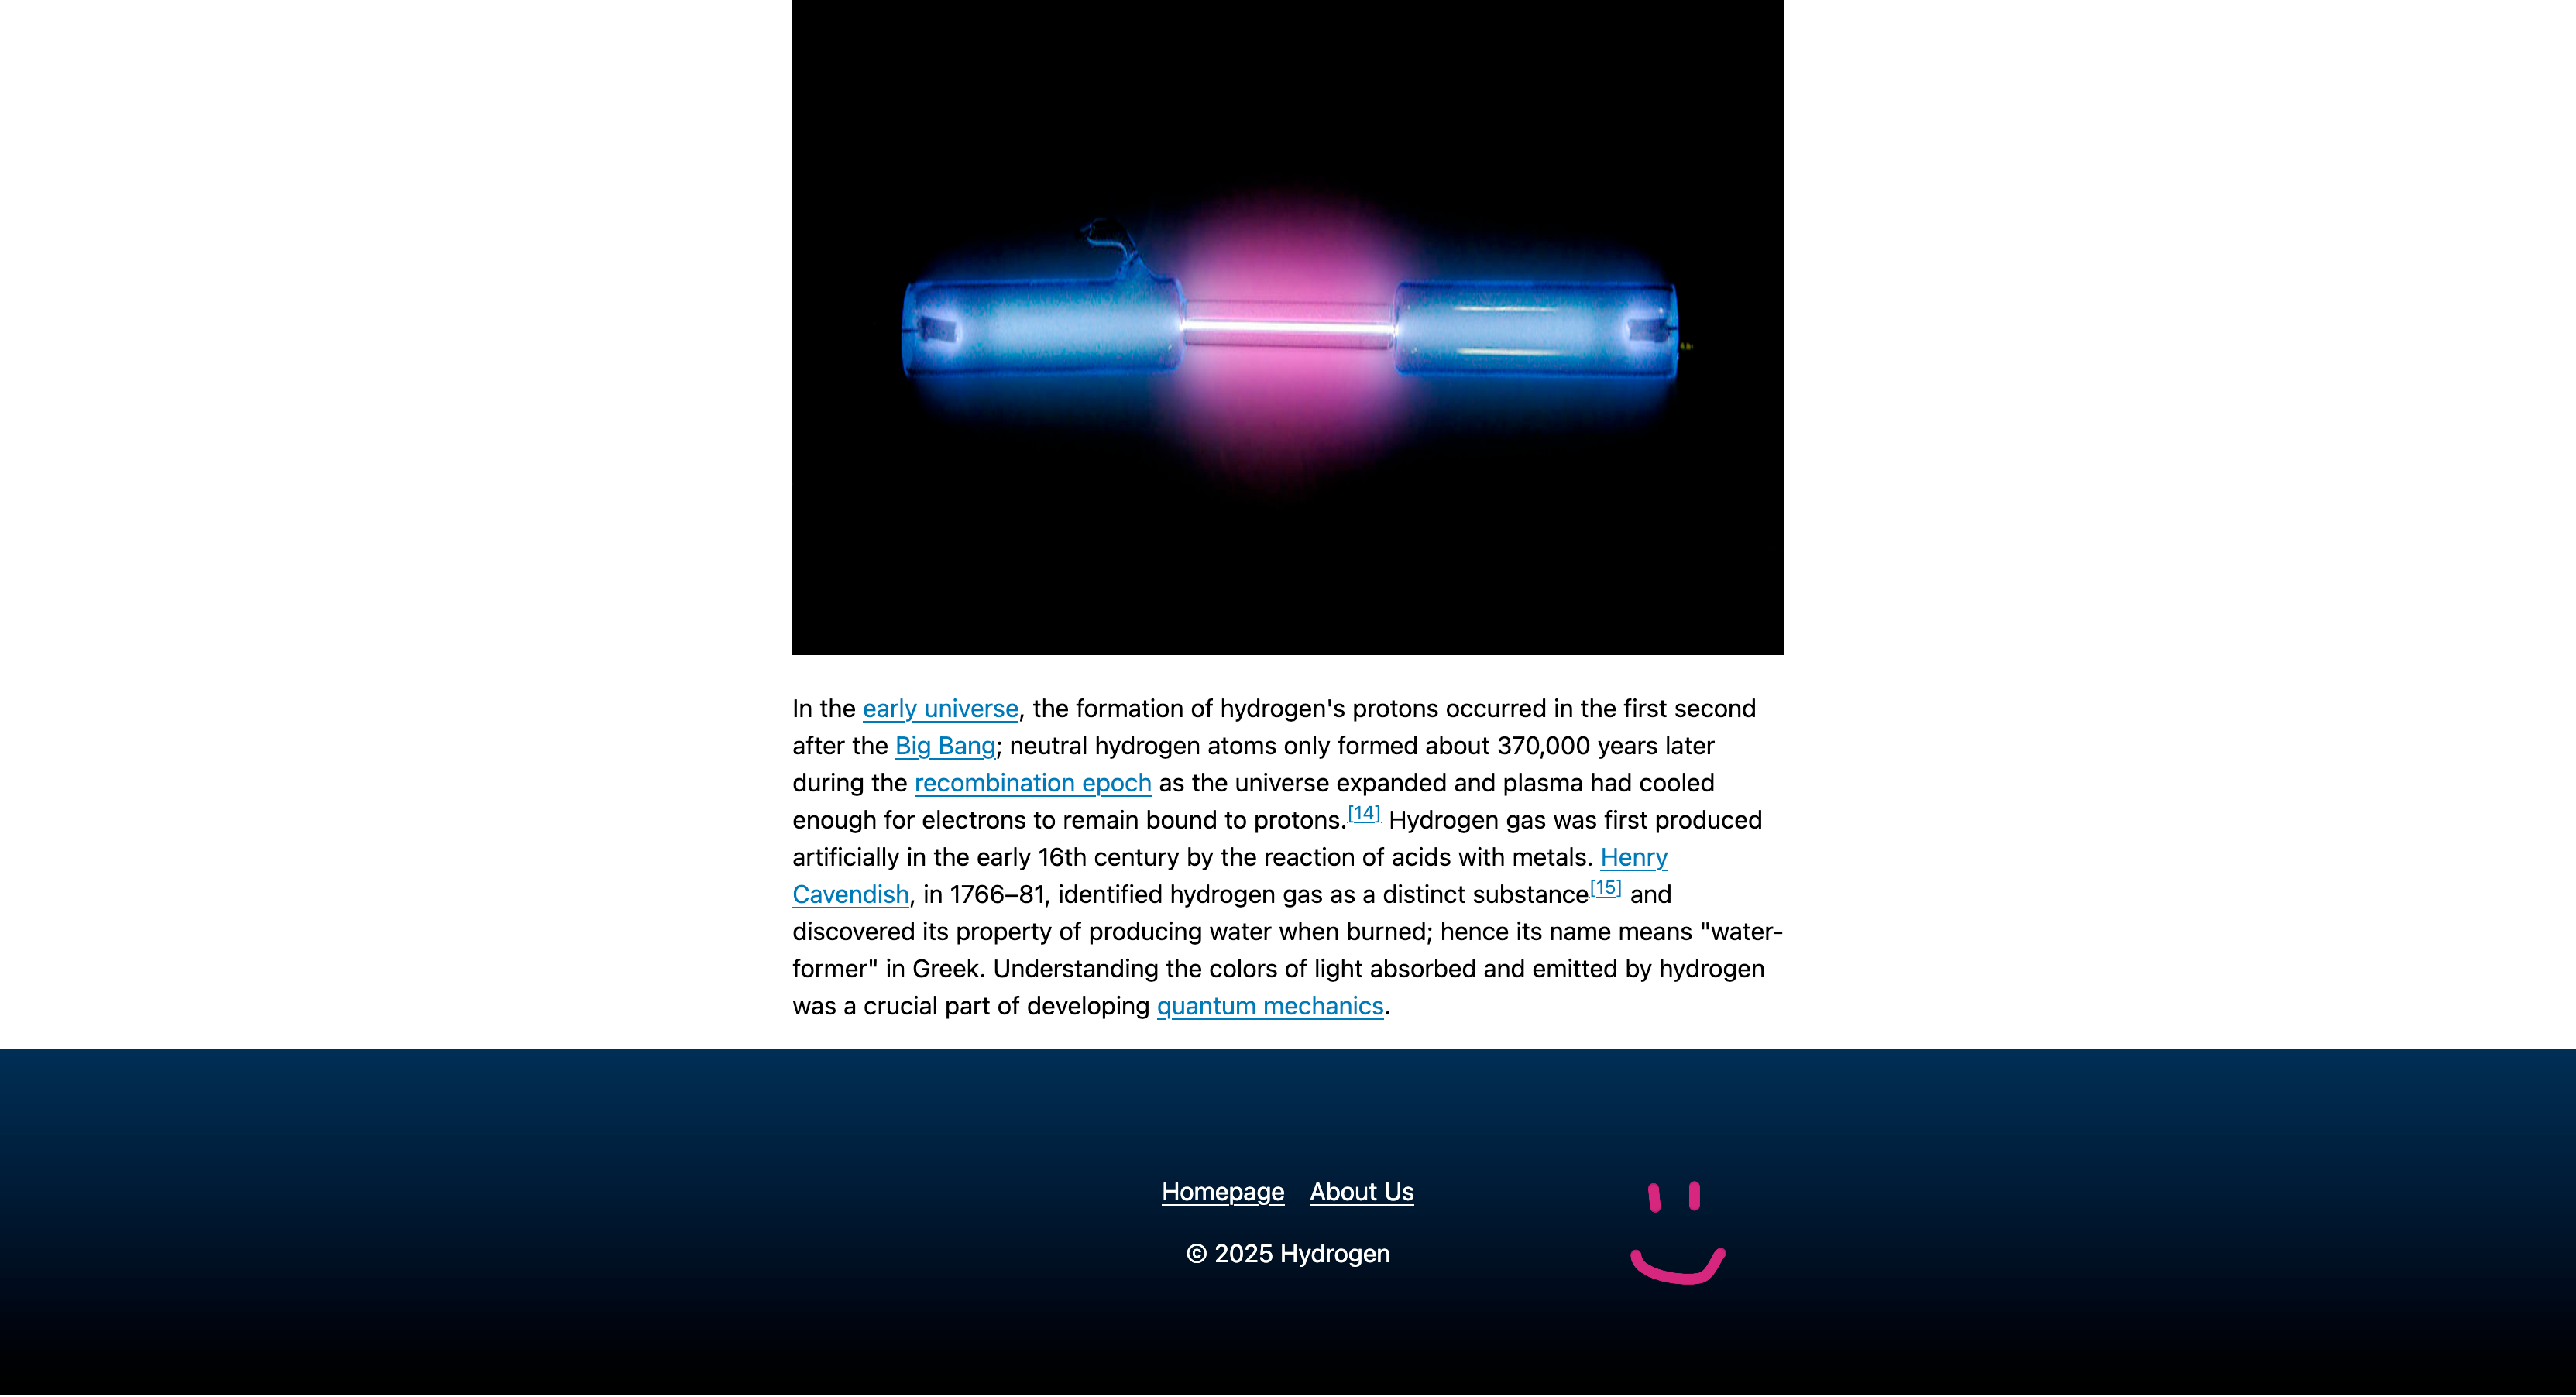 In the early universe, the formation of hydrogen's protons occurred in the first second
after the Big Bang; neutral hydrogen atoms only formed about 370,000 years later
during the recombination epoch as the universe expanded and plasma had cooled
enough for electrons to remain bound to protons.[14] Hydrogen gas was first produced
artificially in the early 16th century by the reaction of acids with metals. Henry
Cavendish, in 1766–81, identified hydrogen gas as a distinct substance[15] and
discovered its property of producing water when burned; hence its name means "water-
former" in Greek. Understanding the colors of light absorbed and emitted by hydrogen
was a crucial part of developing quantum mechanics.
Homepage About Us
© 2025 Hydrogen